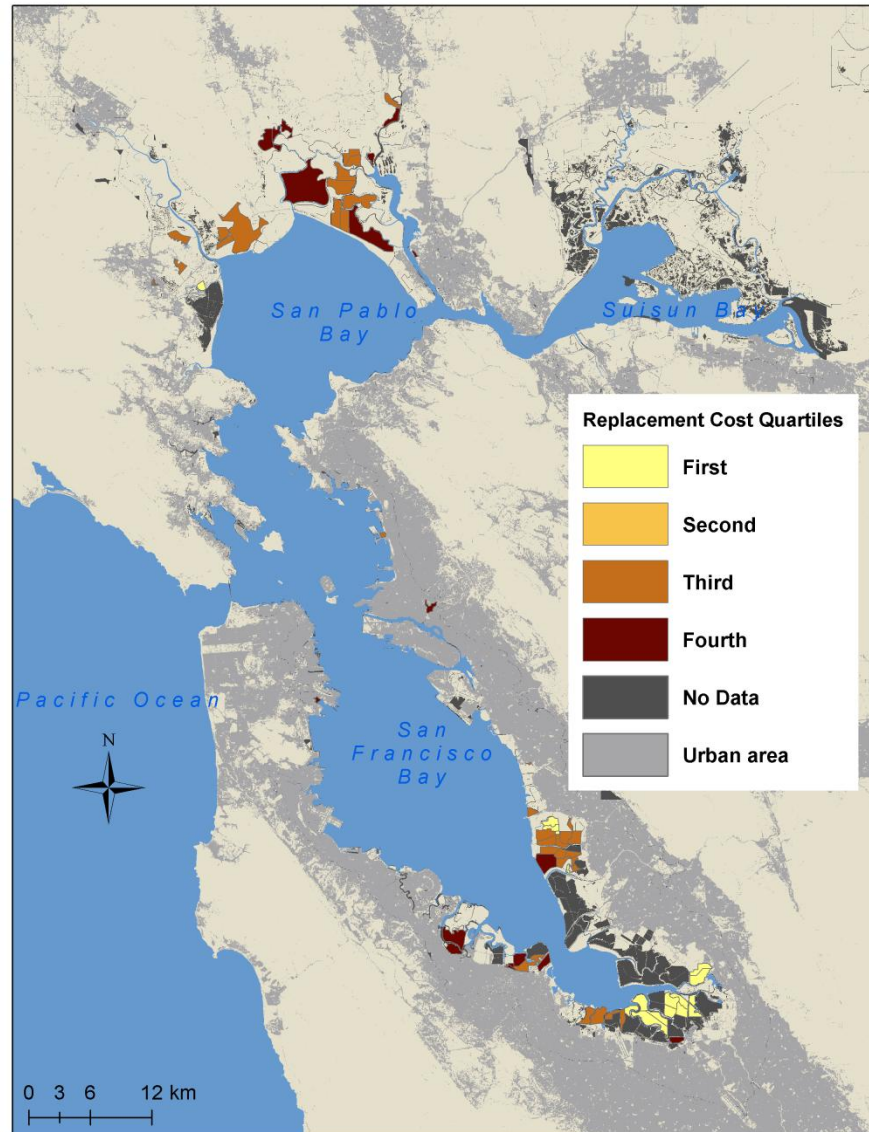 San Pablo
Bay
Suisun Bay
Replacement Cost Quartiles
First
Second
Third
Fourth
No Data
Urban area
Pacific Ocean
San
Francisco
Bay
N
0 3 6 12 km